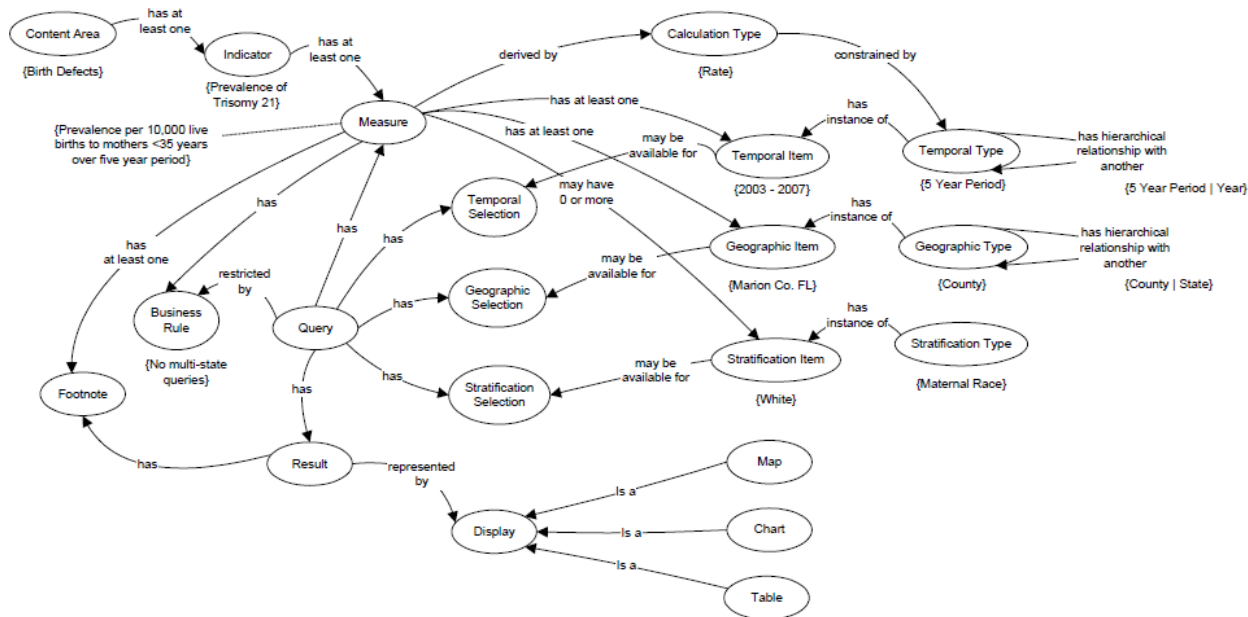 Content Area
{Birth Defects}
has at
least one
Indicator
{Prevalence of
Trisomy 21}
has at
least one
Measure
{Prevalence per 10,000 live
births to mothers <35 years
over five year period}
derived by
Calculation Type
{Rate}
constrained by
has at least one
has at least one
may have
0 or more
may be
available for
Temporal Item
{2003 - 2007}
has
instance of
Temporal Type
{5 Year Period}
has hierarchical
relationship with
another
{5 Year Period | Year}
Temporal
Selection
has
has
has
has
at least one
restricted
by
Business
Rule
{No multi-state
queries}
Query
has
Geographic
Selection
may be
available for
Geographic Item
{Marion Co. FL}
has
instance of
Geographic Type
{County}
has hierarchical
relationship with
another
{County | State}
has
Stratification
Selection
may be
available for
Stratification Item
{White}
has
instance of
Stratification Type
{Maternal Race}
Footnote
has
has
Result
represented
by
Display
Is a
Map
Is a
Chart
Is a
Table